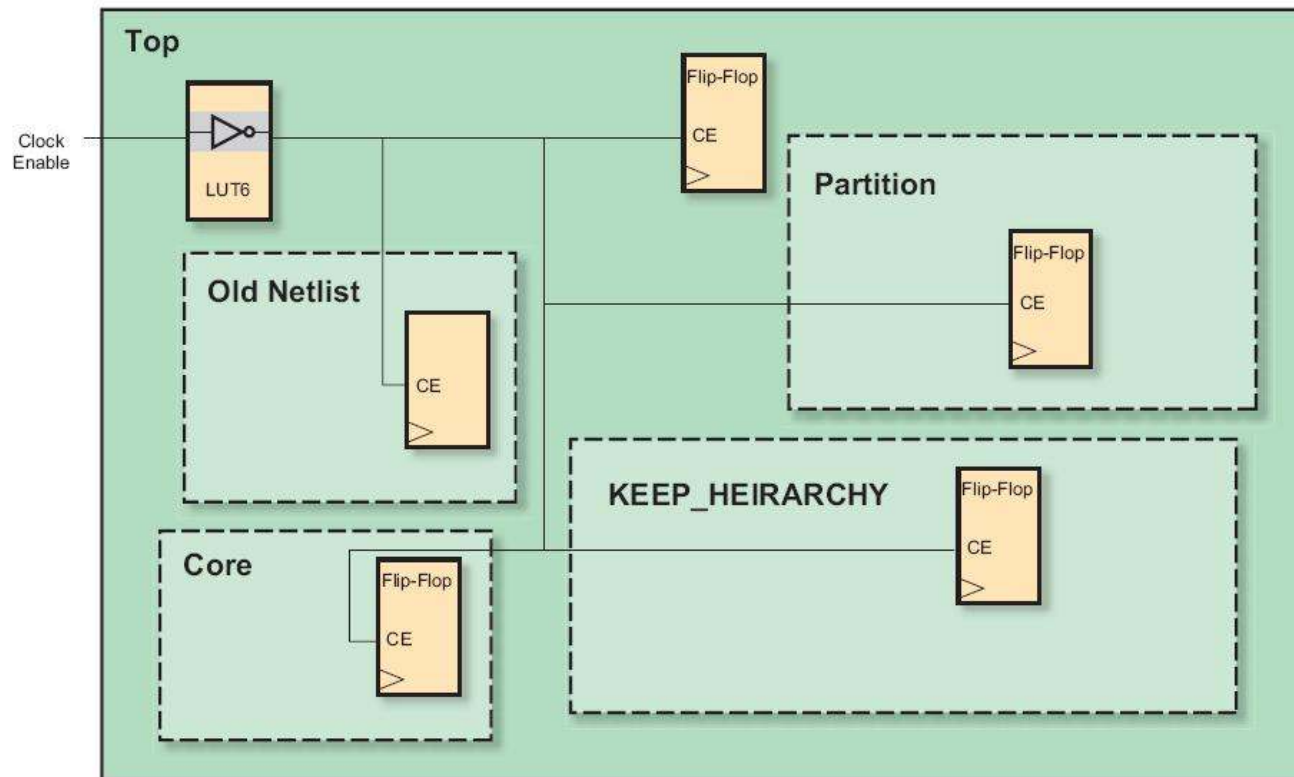 Top
Clock
Enable
LUT6
Flip-Flop
CE
Partition
Flip-Flop
CE
Old Netlist
CE
KEEP_HEIRARCHY
Flip-Flop
CE
Core
Flip-Flop
CE